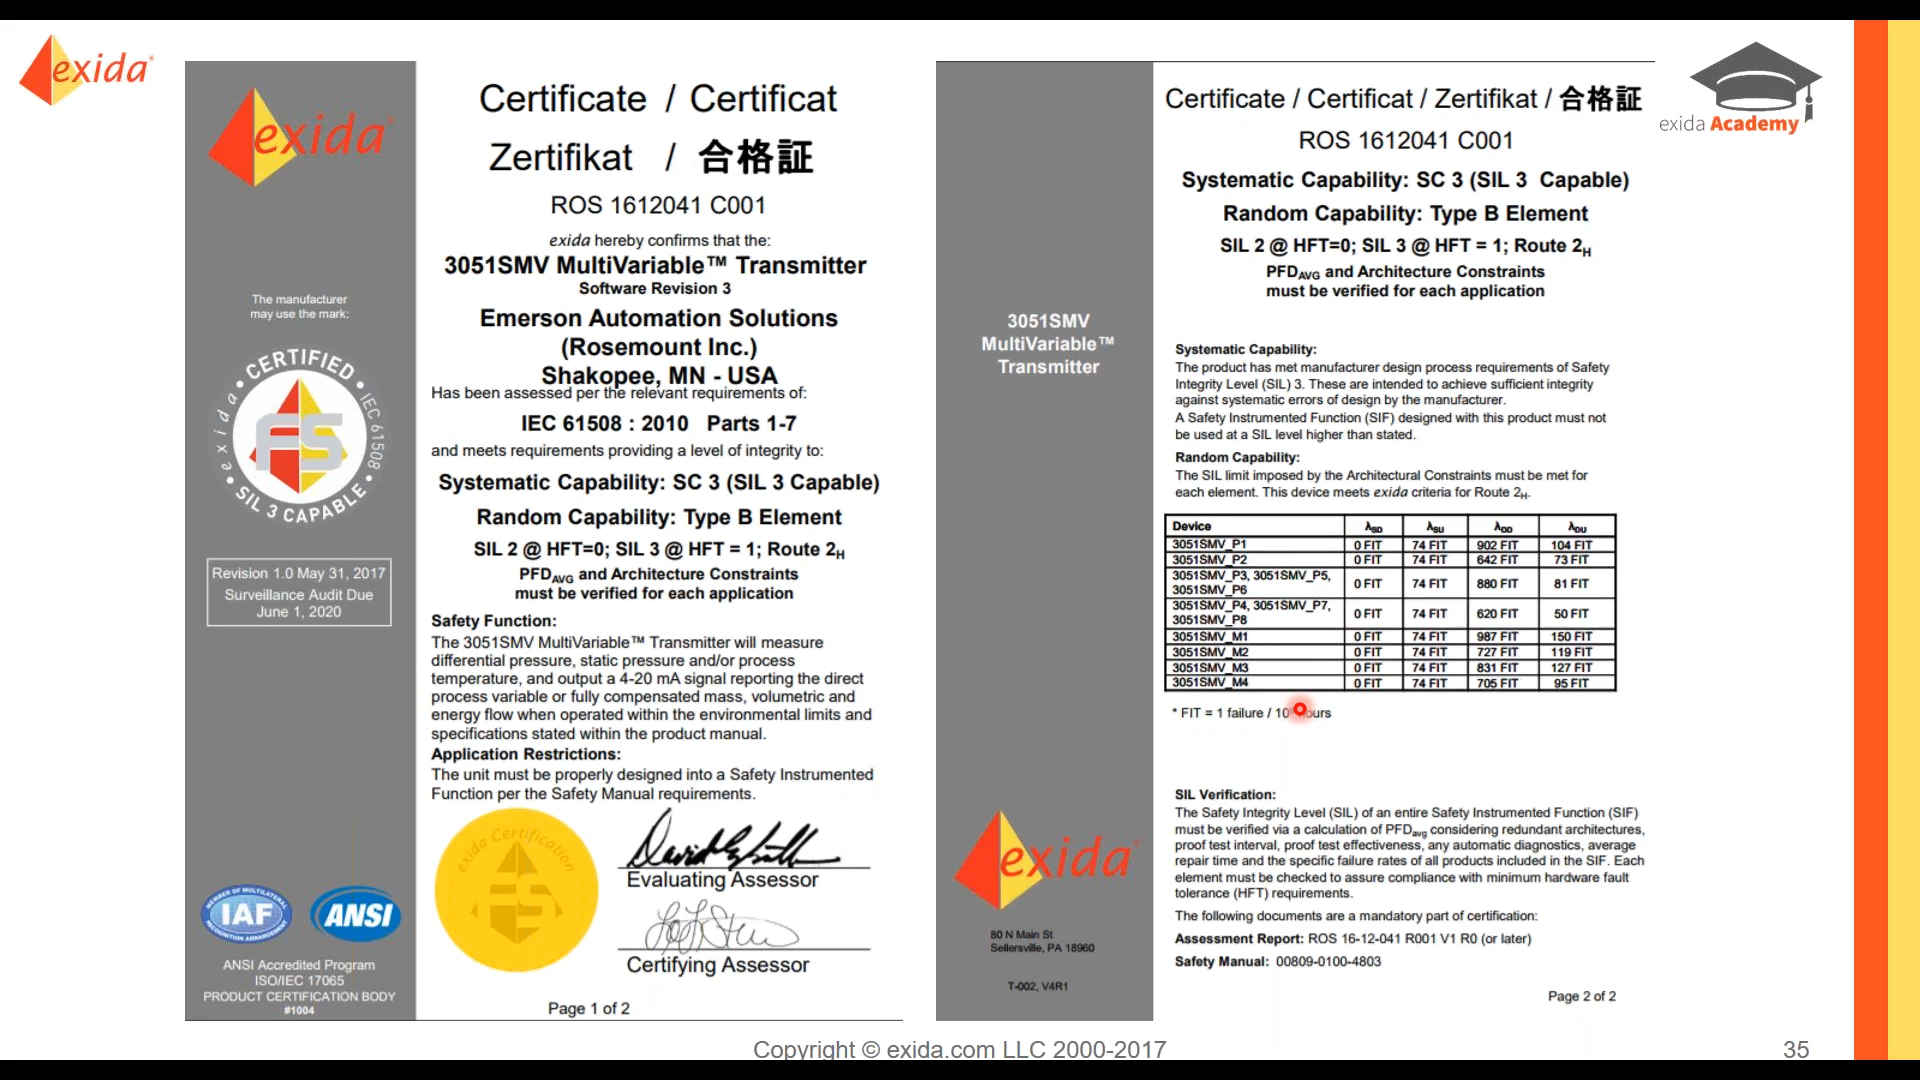 exida
exida
Certificate / Certificat
Zertifikat / 合格証
ROS 1612041 C001
exida hereby confirms that the:
3051SMV MultiVariable™ Transmitter
Software Revision 3
Emerson Automation Solutions
(Rosemount Inc.)
Shakopee, MN - USA
Has been assessed per the relevant requirements of:
IEC 61508 : 2010 Parts 1-7
and meets requirements providing a level of integrity to:
Systematic Capability: SC 3 (SIL 3 Capable)
Random Capability: Type B Element
SIL 2 @ HFT=0; SIL 3 @ HFT = 1; Route 2H
PFDAVG and Architecture Constraints
must be verified for each application
Safety Function:
The 3051SMV MultiVariable™ Transmitter will measure
differential pressure, static pressure and/or process
temperature, and output a 4-20 mA signal reporting the direct
process variable or fully compensated mass, volumetric and
energy flow when operated within the environmental limits and
specifications stated within the product manual.
Application Restrictions:
The unit must be properly designed into a Safety Instrumented
Function per the Safety Manual requirements.
exida Certification
FS
Evaluating Assessor
Certifying Assessor
Page 1 of 2
The manufacturer
may use the mark:
exida CERTIFIED IEC 61508
FS
SIL 3 CAPABLE
Revision 1.0 May 31, 2017
Surveillance Audit Due
June 1, 2020
MEMBER OF MULTILATERAL
IAF
RECOGNITION ARRANGEMENT
ANSI
ANSI Accredited Program
ISO/IEC 17065
PRODUCT CERTIFICATION BODY
#1004
3051SMV
MultiVariable™
Transmitter
exida
80 N Main St
Sellersville, PA 18960
T-002, V4R1
Certificate / Certificat / Zertifikat / 合格証
ROS 1612041 C001
Systematic Capability: SC 3 (SIL 3 Capable)
Random Capability: Type B Element
SIL 2 @ HFT=0; SIL 3 @ HFT = 1; Route 2H
PFDAVG and Architecture Constraints
must be verified for each application
Systematic Capability:
The product has met manufacturer design process requirements of Safety
Integrity Level (SIL) 3. These are intended to achieve sufficient integrity
against systematic errors of design by the manufacturer.
A Safety Instrumented Function (SIF) designed with this product must not
be used at a SIL level higher than stated.
Random Capability:
The SIL limit imposed by the Architectural Constraints must be met for
each element. This device meets exida criteria for Route 2H.
Device λSD λSU λDD λDU
3051SMV_P1 0 FIT 74 FIT 902 FIT 104 FIT
3051SMV_P2 0 FIT 74 FIT 642 FIT 73 FIT
3051SMV_P3, 3051SMV_P5,
3051SMV_P6 0 FIT 74 FIT 880 FIT 81 FIT
3051SMV_P4, 3051SMV_P7,
3051SMV_P8 0 FIT 74 FIT 620 FIT 50 FIT
3051SMV_M1 0 FIT 74 FIT 987 FIT 150 FIT
3051SMV_M2 0 FIT 74 FIT 727 FIT 119 FIT
3051SMV_M3 0 FIT 74 FIT 831 FIT 127 FIT
3051SMV_M4 0 FIT 74 FIT 705 FIT 95 FIT
* FIT = 1 failure / 10
SIL Verification:
The Safety Integrity Level (SIL) of an entire Safety Instrumented Function (SIF)
must be verified via a calculation of PFDavg considering redundant architectures,
proof test interval, proof test effectiveness, any automatic diagnostics, average
repair time and the specific failure rates of all products included in the SIF. Each
element must be checked to assure compliance with minimum hardware fault
tolerance (HFT) requirements.
The following documents are a mandatory part of certification:
Assessment Report: ROS 16-12-041 R001 V1 R0 (or later)
Safety Manual: 00809-0100-4803
Page 2 of 2
exida Academy
Copyright © exida.com LLC 2000-2017
35